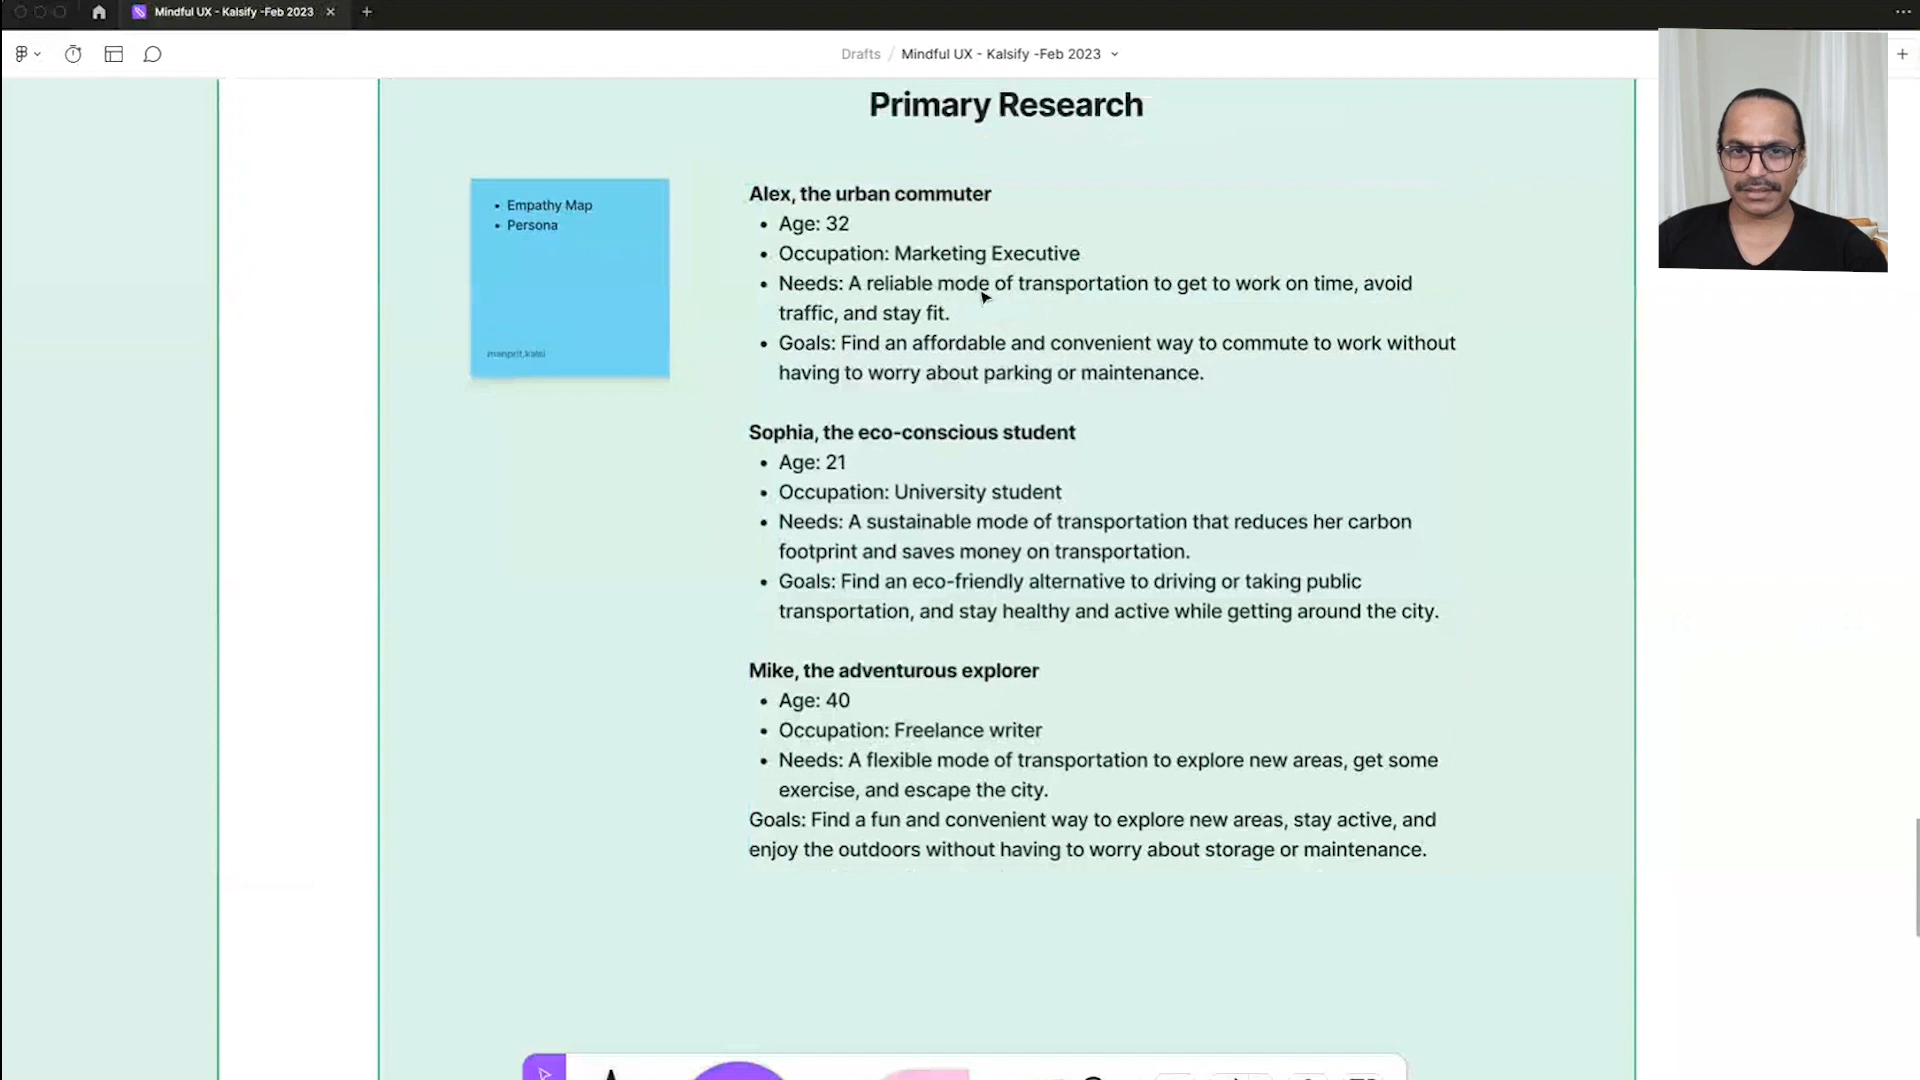 Mindful UX - Kalsify -Feb 2023
Drafts / Mindful UX - Kalsify -Feb 2023
Primary Research
• Empathy Map
• Persona
manprit.kalsi
Alex, the urban commuter
• Age: 32
• Occupation: Marketing Executive
• Needs: A reliable mode of transportation to get to work on time, avoid
traffic, and stay fit.
• Goals: Find an affordable and convenient way to commute to work without
having to worry about parking or maintenance.
Sophia, the eco-conscious student
• Age: 21
• Occupation: University student
• Needs: A sustainable mode of transportation that reduces her carbon
footprint and saves money on transportation.
• Goals: Find an eco-friendly alternative to driving or taking public
transportation, and stay healthy and active while getting around the city.
Mike, the adventurous explorer
• Age: 40
• Occupation: Freelance writer
• Needs: A flexible mode of transportation to explore new areas, get some
exercise, and escape the city.
Goals: Find a fun and convenient way to explore new areas, stay active, and
enjoy the outdoors without having to worry about storage or maintenance.